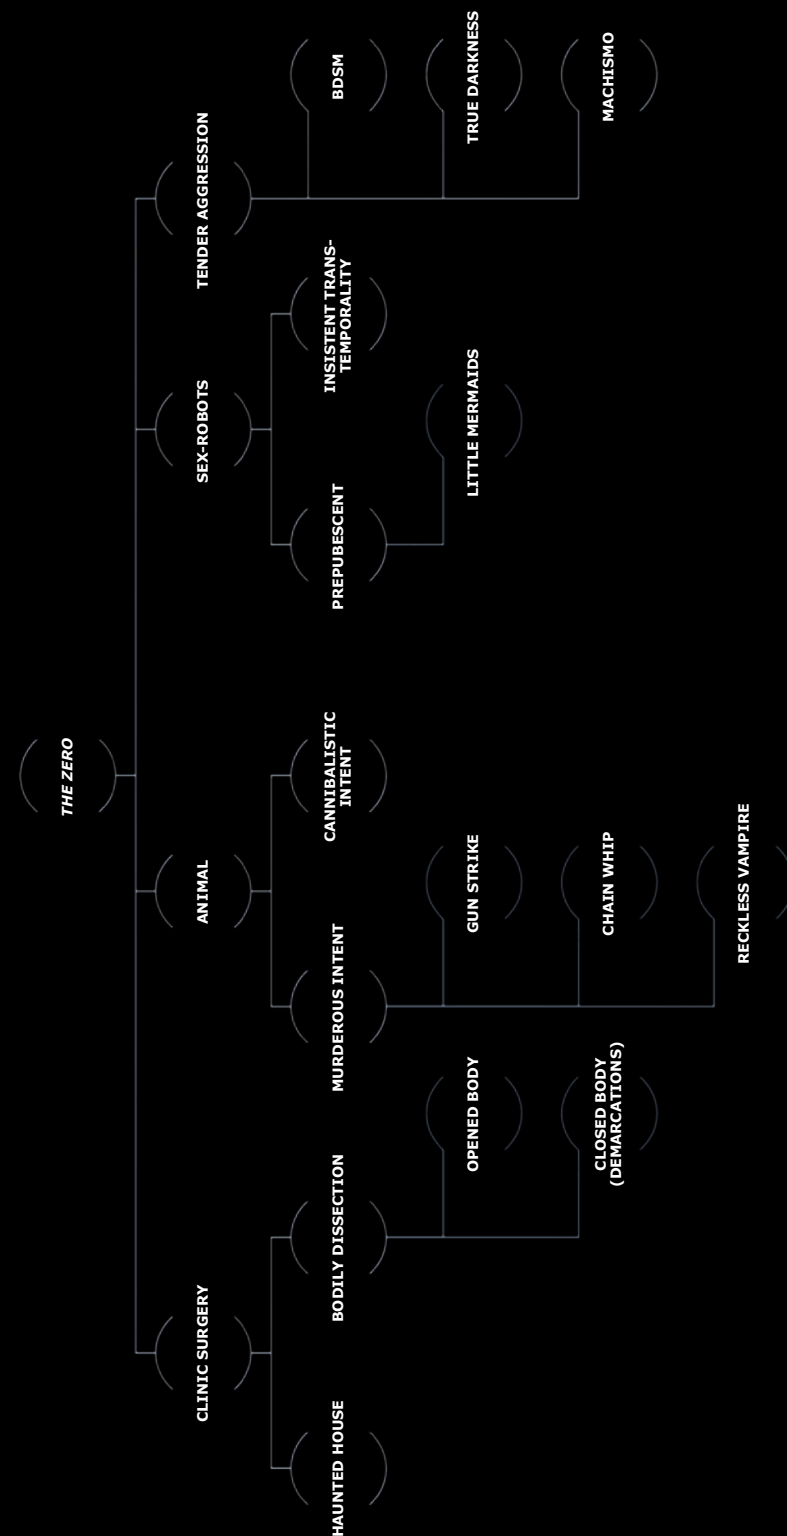 THE ZERO
CLINIC SURGERY
ANIMAL
SEX-ROBOTS
TENDER AGGRESSION
HAUNTED HOUSE
BODILY DISSECTION
MURDEROUS INTENT
CANNIBALISTIC
INTENT
PREPUBESCENT
INSISTENT TRANS-
TEMPORALITY
BDSM
OPENED BODY
GUN STRIKE
LITTLE MERMAIDS
TRUE DARKNESS
CLOSED BODY
(DEMARCATIONS)
CHAIN WHIP
MACHISMO
RECKLESS VAMPIRE